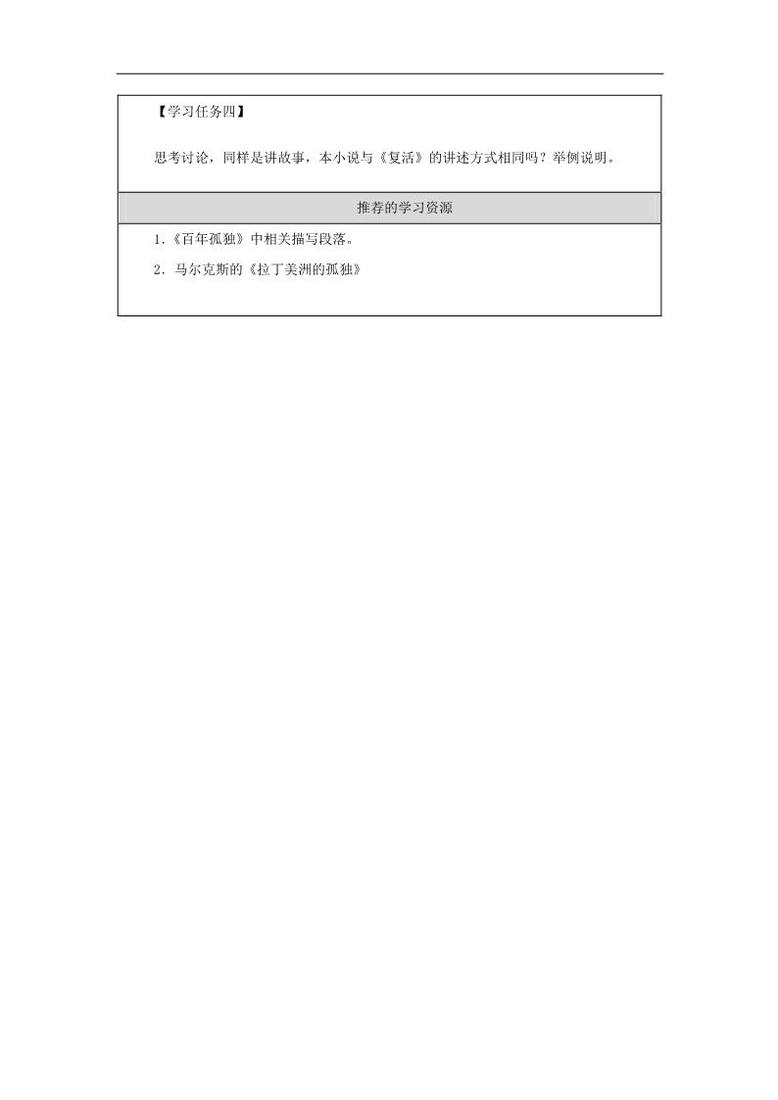 【学习任务四】
思考讨论，同样是讲故事，本小说与《复活》的讲述方式相同吗？举例说明。
推荐的学习资源
1.《百年孤独》中相关描写段落。
2. 马尔克斯的《拉丁美洲的孤独》